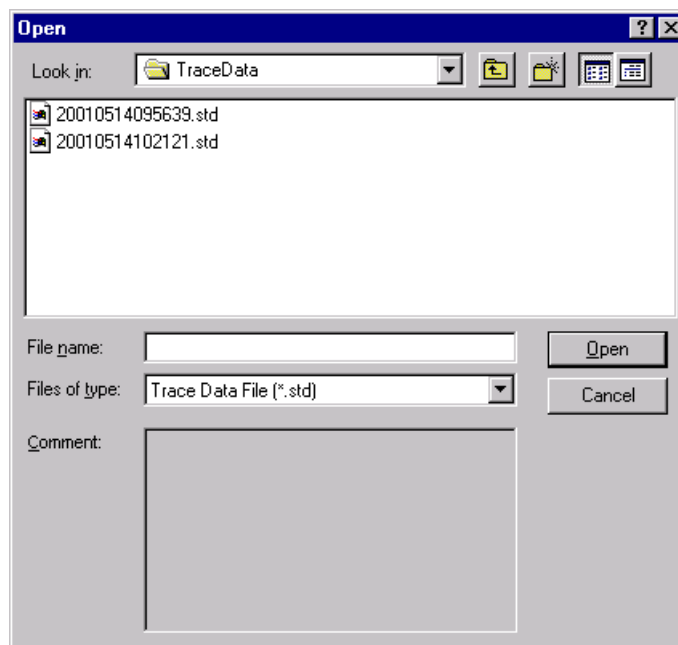 Open
Look in: TraceData
20010514095639.std
20010514102121.std
File name:
Open
Files of type: Trace Data File (*.std)
Cancel
Comment: